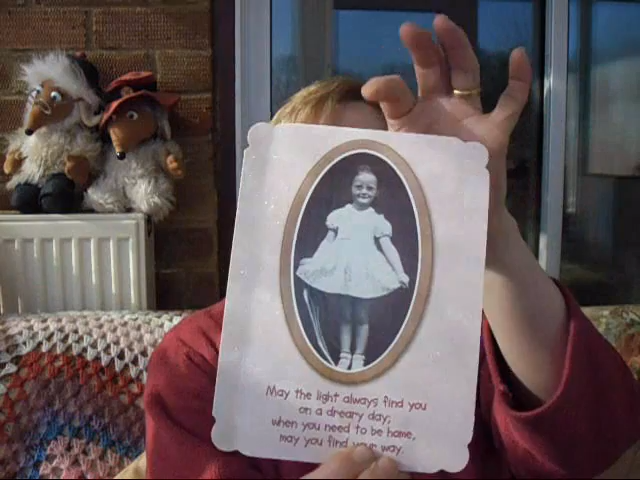 May the light always find you
on a dreary day;
when you need to be home,
may you find your way.